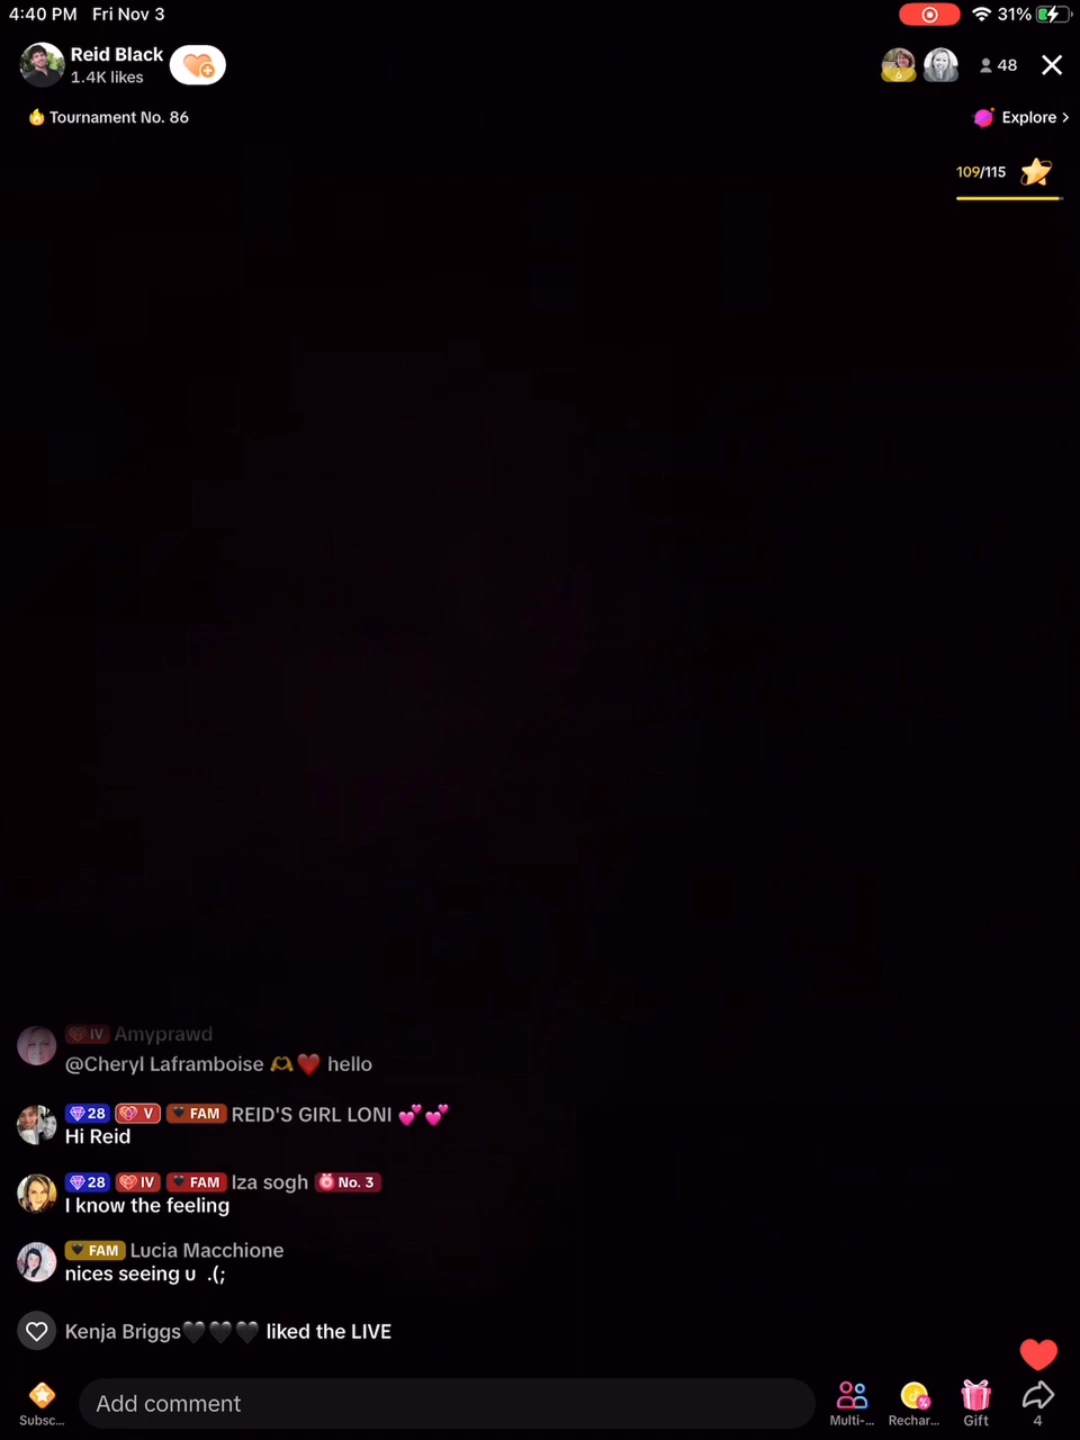 4:40 PM Fri Nov 3
31%
Reid Black
1.4K likes
48
Tournament No. 86
Explore >
109/115
IV Amyprawd
@Cheryl Laframboise 🫶❤️ hello
28 V FAM REID'S GIRL LONI 💕💕
Hi Reid
28 IV FAM Iza sogh No. 3
I know the feeling
FAM Lucia Macchione
nices seeing u .(;
Kenja Briggs🖤🖤🖤 liked the LIVE
Add comment
Subsc...
Multi-...
Rechar...
Gift
4